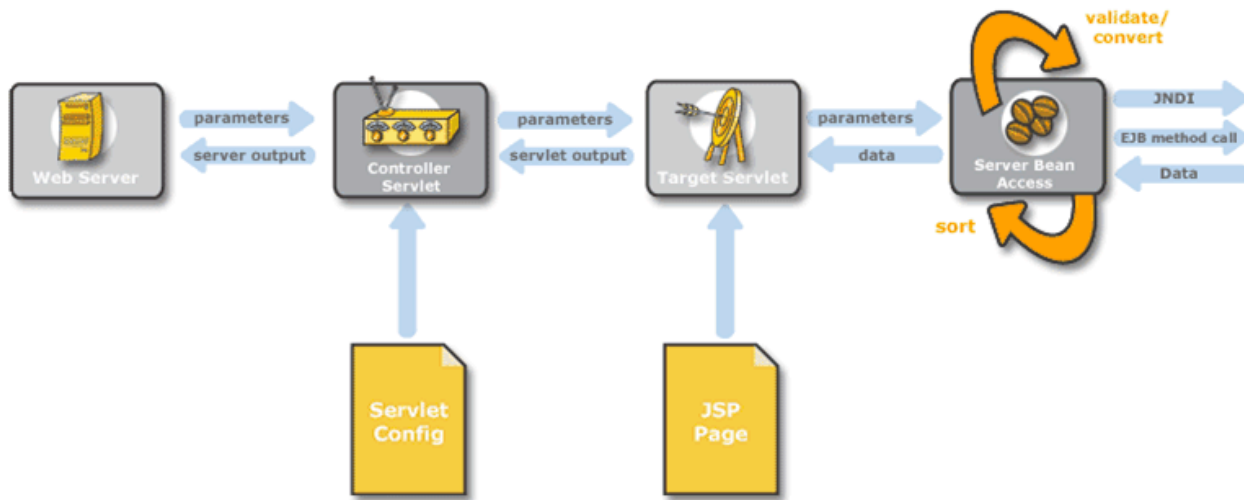 validate/
convert
parameters
server output
Web Server
Controller
Servlet
parameters
servlet output
Target Servlet
parameters
data
Server Bean
Access
JNDI
EJB method call
Data
sort
Servlet
Config
JSP
Page